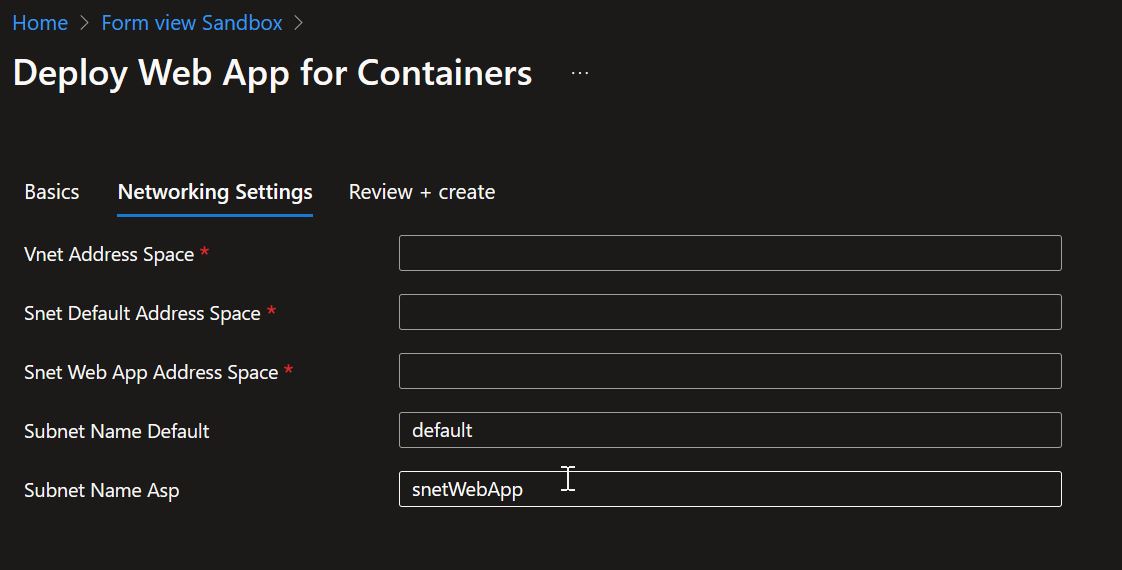 Home > Form view Sandbox >
Deploy Web App for Containers ...
Basics Networking Settings Review + create
Vnet Address Space *
Snet Default Address Space *
Snet Web App Address Space *
Subnet Name Default default
Subnet Name Asp snetWebApp